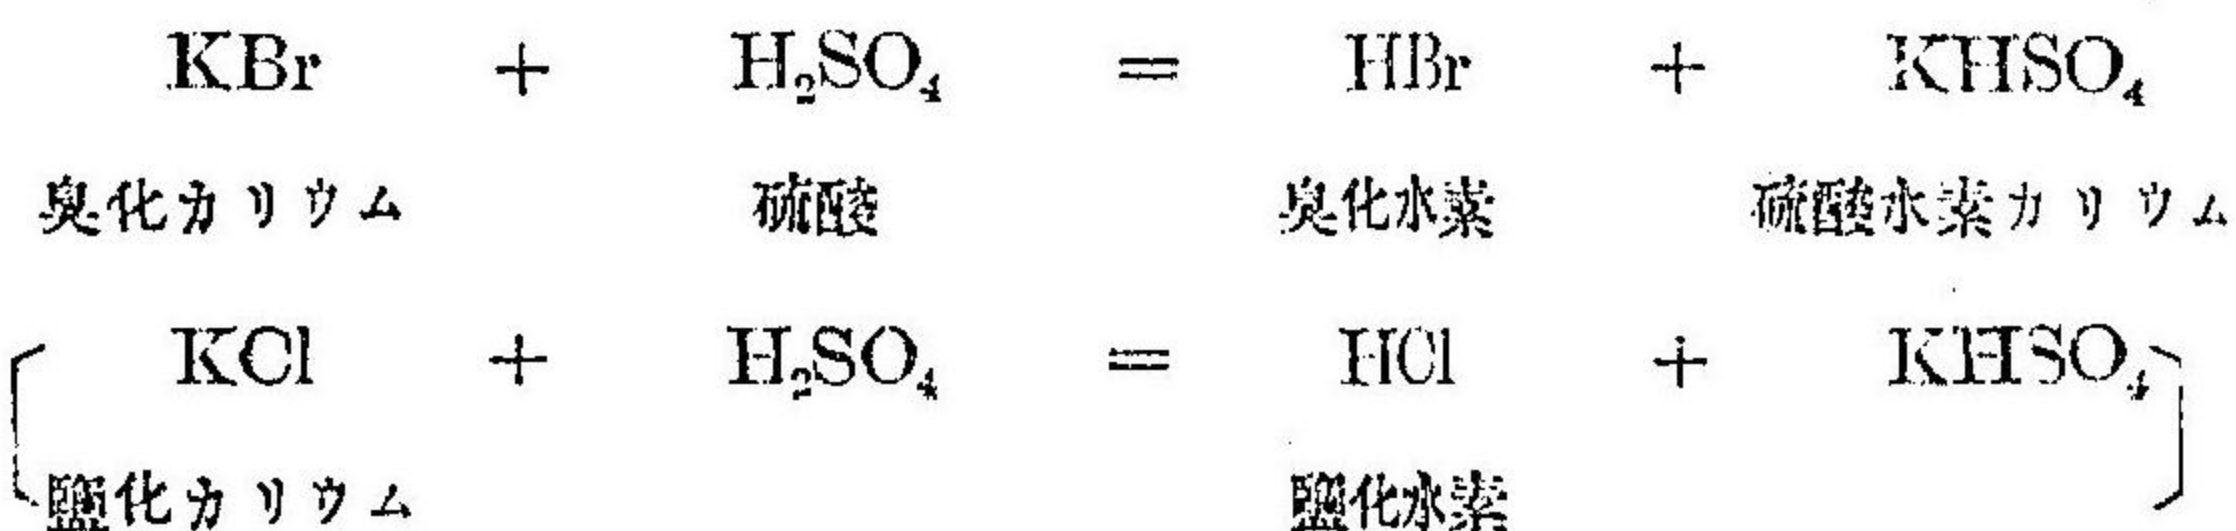 KBr + H₂SO₄ = HBr + KHSO₄
臭化カリウム 硫酸 臭化水素 硫酸水素カリウム
KCl + H₂SO₄ = HCl + KHSO₄
鹽化カリウム 鹽化水素